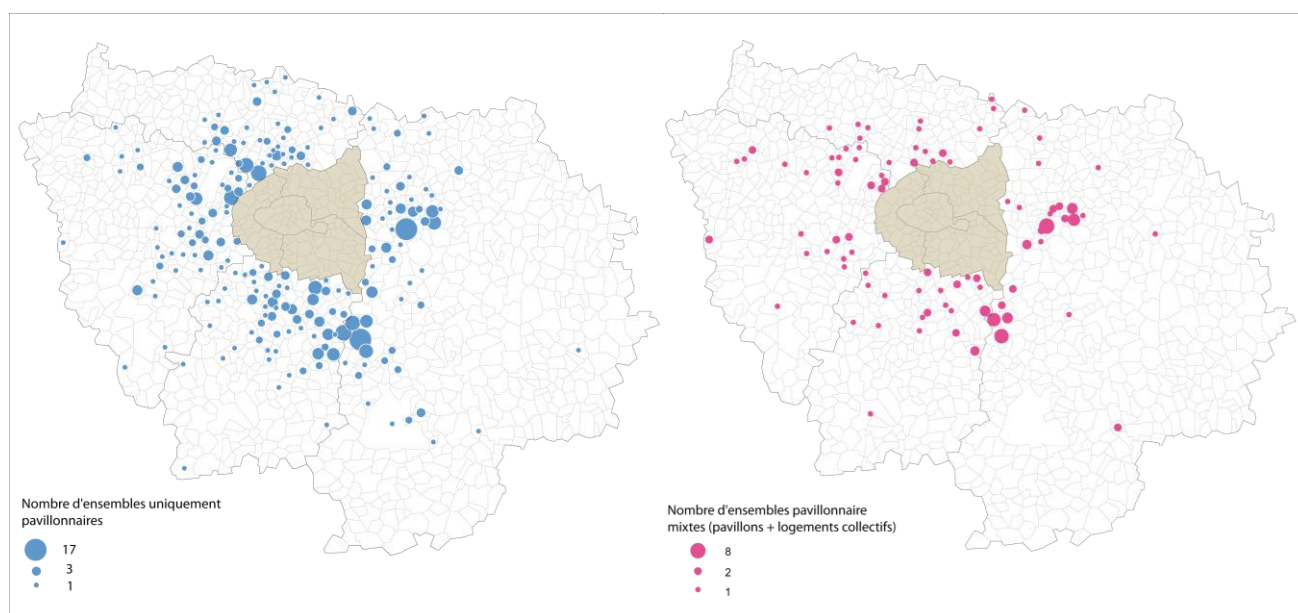 Nombre d'ensembles uniquement
pavillonnaires
17
3
1
Nombre d'ensembles pavillonnaire
mixtes (pavillons + logements collectifs)
8
2
1